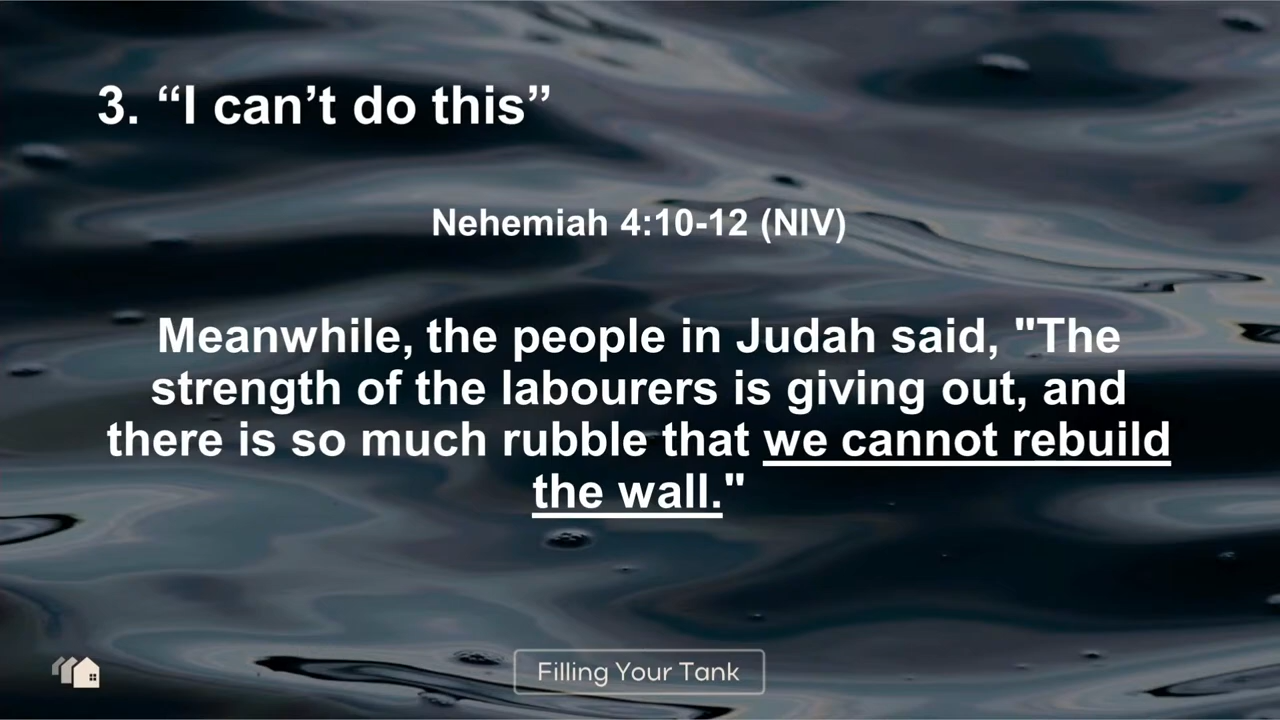 3. “I can’t do this”
Nehemiah 4:10-12 (NIV)
Meanwhile, the people in Judah said, "The
strength of the labourers is giving out, and
there is so much rubble that we cannot rebuild
the wall."
Filling Your Tank